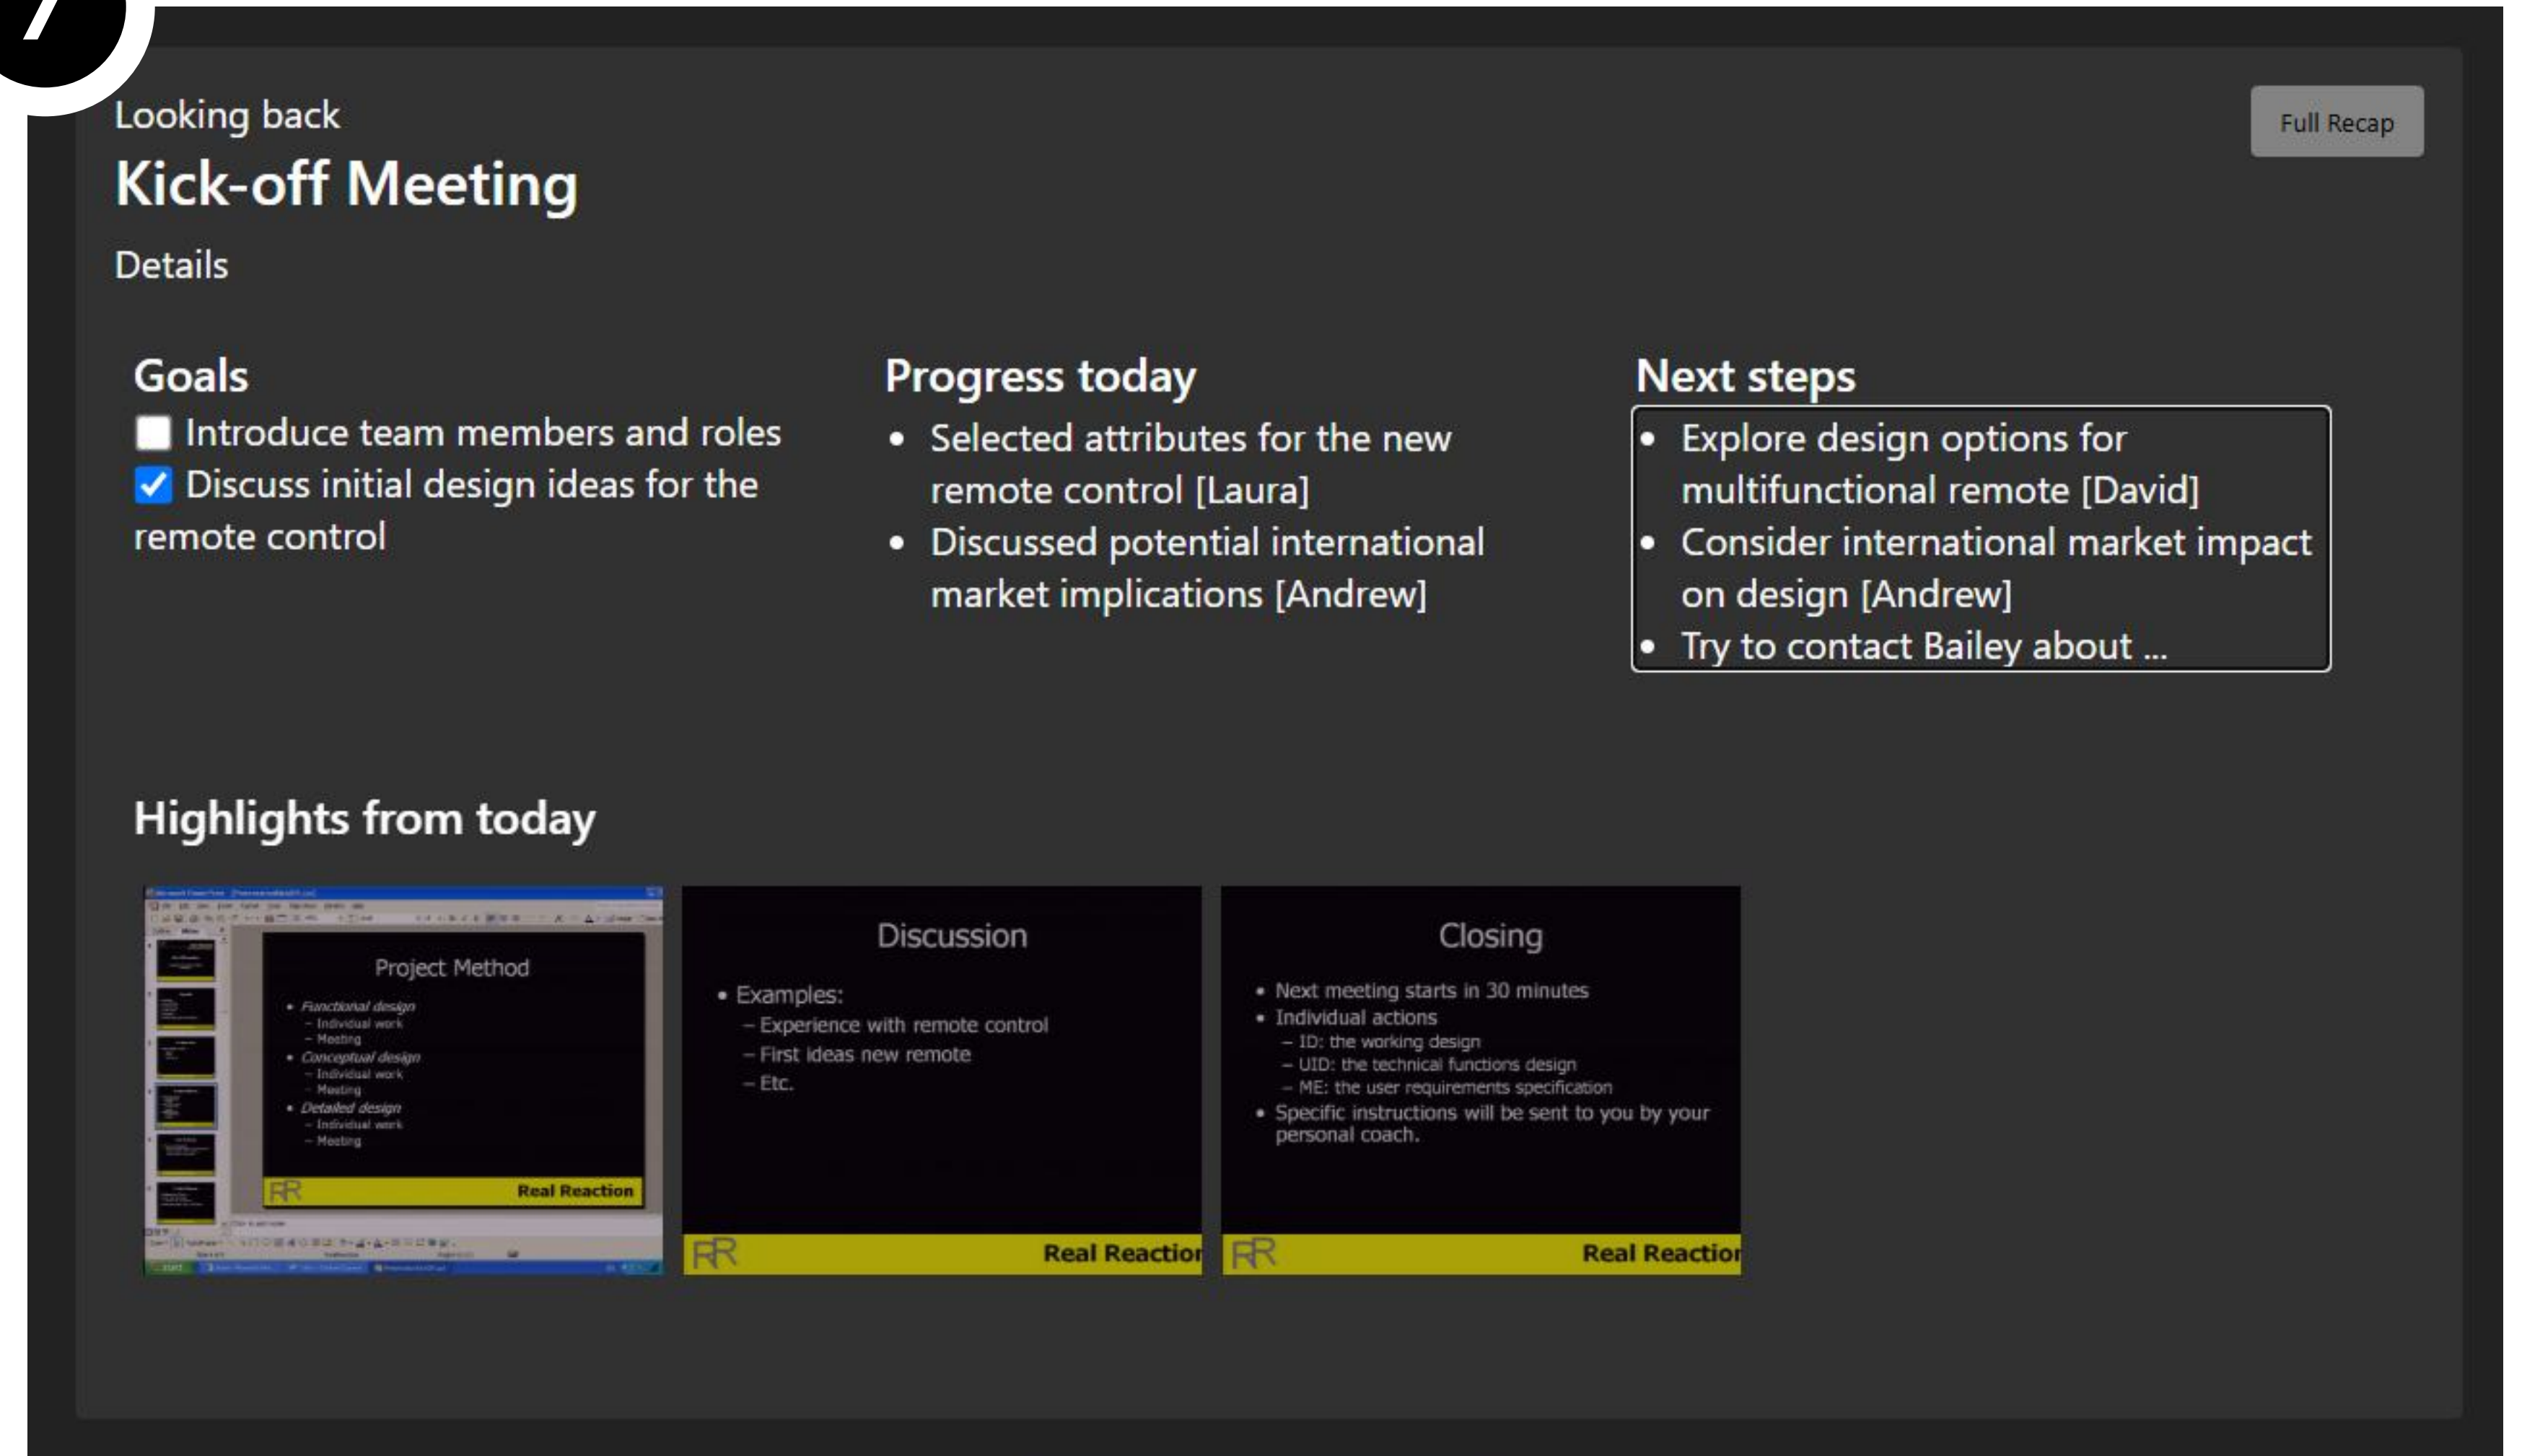 Looking back
Full Recap
Kick-off Meeting
Details
Goals
Introduce team members and roles
Discuss initial design ideas for the
remote control
Progress today
• Selected attributes for the new
remote control [Laura]
• Discussed potential international
market implications [Andrew]
Next steps
• Explore design options for
multifunctional remote [David]
• Consider international market impact
on design [Andrew]
• Try to contact Bailey about ...
Highlights from today
Project Method
• Functional design
– Individual work
– Meeting
• Conceptual design
– Individual work
– Meeting
• Detailed design
– Individual work
– Meeting
RR
Real Reaction
Discussion
• Examples:
– Experience with remote control
– First ideas new remote
– Etc.
RR
Real Reaction
Closing
• Next meeting starts in 30 minutes
• Individual actions
– ID: the working design
– UID: the technical functions design
– ME: the user requirements specification
• Specific instructions will be sent to you by your
personal coach.
RR
Real Reaction